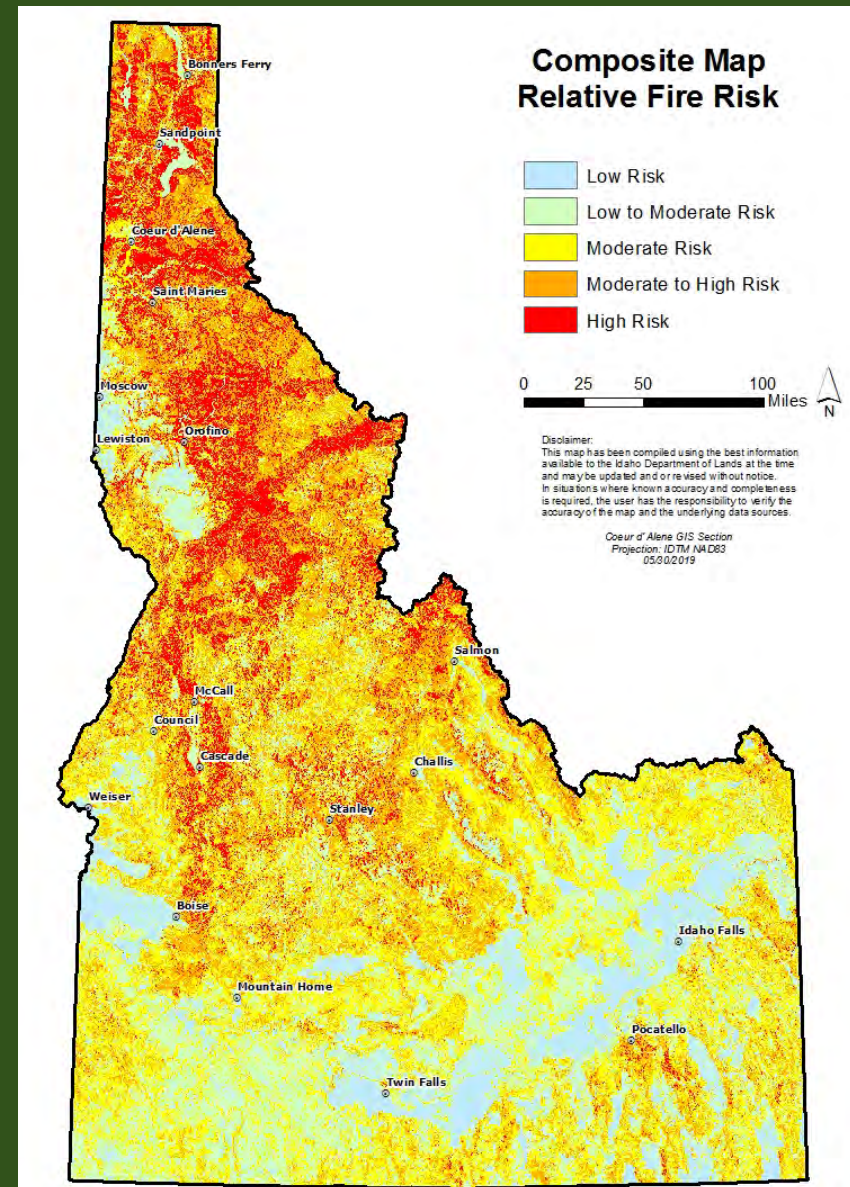 Composite Map
Relative Fire Risk
Low Risk
Low to Moderate Risk
Moderate Risk
Moderate to High Risk
High Risk
0 25 50 100
Miles
N
Disclaimer:
This map has been compiled using the best information
available to the Idaho Department of Lands at the time
and may be updated and or revised without notice.
In situations where known accuracy and completeness
is required, the user has the responsibility to verify the
accuracy of the map and the underlying data sources.
Coeur d'Alene GIS Section
Projection: IDTM NAD83
05/30/2019
Bonners Ferry
Sandpoint
Coeur d'Alene
Saint Maries
Moscow
Lewiston
Orofino
Salmon
McCall
Council
Cascade
Challis
Weiser
Stanley
Boise
Idaho Falls
Mountain Home
Pocatello
Twin Falls